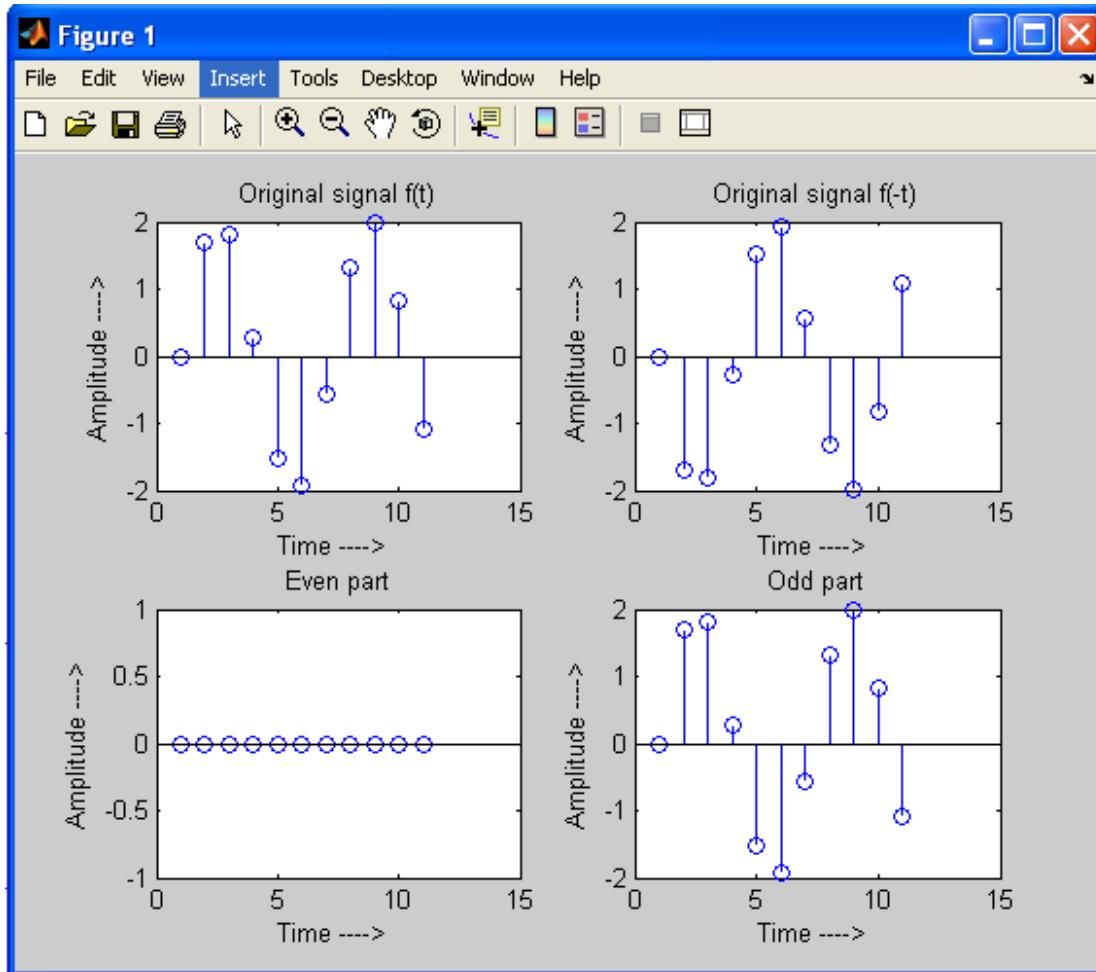 Figure 1
File Edit View Insert Tools Desktop Window Help
Original signal f(t)
2
1
0
-1
-2
0 5 10 15
Amplitude ---->
Time ---->
Original signal f(-t)
2
1
0
-1
-2
0 5 10 15
Amplitude ---->
Time ---->
Even part
1
0.5
0
-0.5
-1
0 5 10 15
Amplitude ---->
Time ---->
Odd part
2
1
0
-1
-2
0 5 10 15
Amplitude ---->
Time ---->